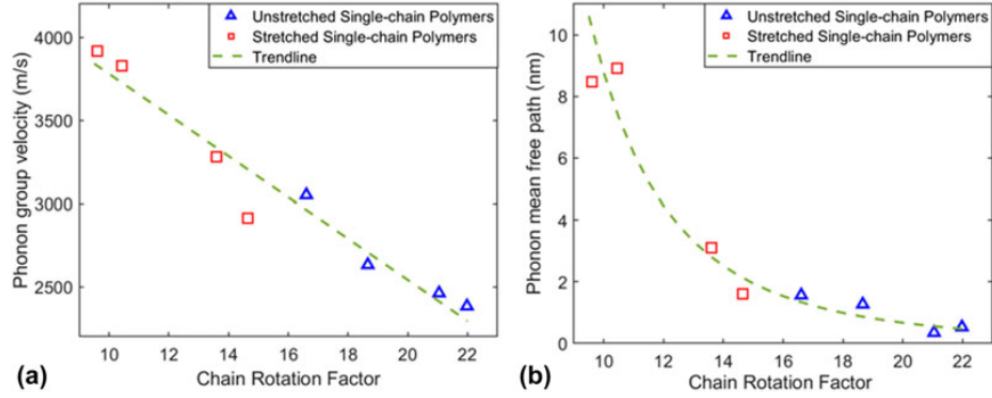 Unstretched Single-chain Polymers
Stretched Single-chain Polymers
Trendline
4000
3500
3000
2500
Phonon group velocity (m/s)
10 12 14 16 18 20 22
Chain Rotation Factor
(a)
Unstretched Single-chain Polymers
Stretched Single-chain Polymers
Trendline
10
8
6
4
2
0
Phonon mean free path (nm)
10 12 14 16 18 20 22
Chain Rotation Factor
(b)